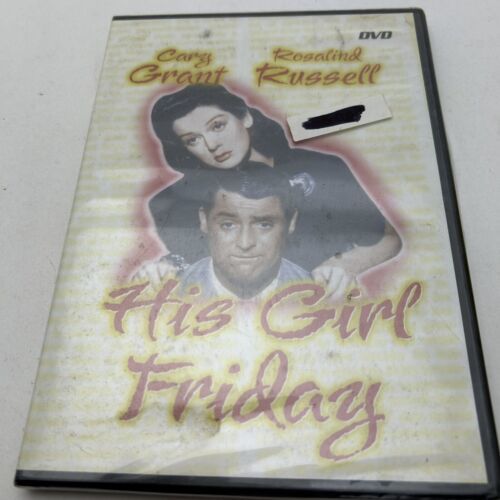 DVD
Cary Rosalind
Grant Russell
His Girl
Friday